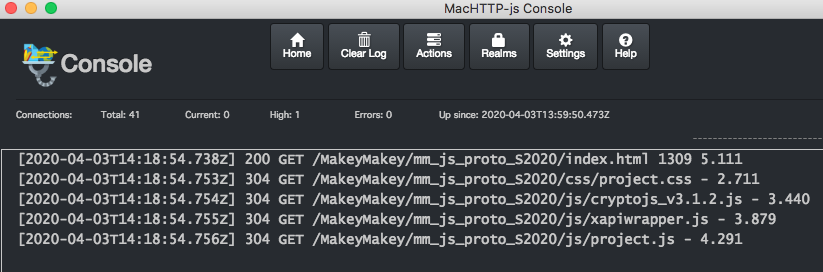 MacHTTP-js Console
Console
Home Clear Log Actions Realms Settings Help
Connections: Total: 41 Current: 0 High: 1 Errors: 0 Up since: 2020-04-03T13:59:50.473Z
[2020-04-03T14:18:54.738Z] 200 GET /MakeyMakey/mm_js_proto_S2020/index.html 1309 5.111
[2020-04-03T14:18:54.753Z] 304 GET /MakeyMakey/mm_js_proto_S2020/css/project.css - 2.711
[2020-04-03T14:18:54.754Z] 304 GET /MakeyMakey/mm_js_proto_S2020/js/cryptojs_v3.1.2.js - 3.440
[2020-04-03T14:18:54.755Z] 304 GET /MakeyMakey/mm_js_proto_S2020/js/xapiwrapper.js - 3.879
[2020-04-03T14:18:54.756Z] 304 GET /MakeyMakey/mm_js_proto_S2020/js/project.js - 4.291